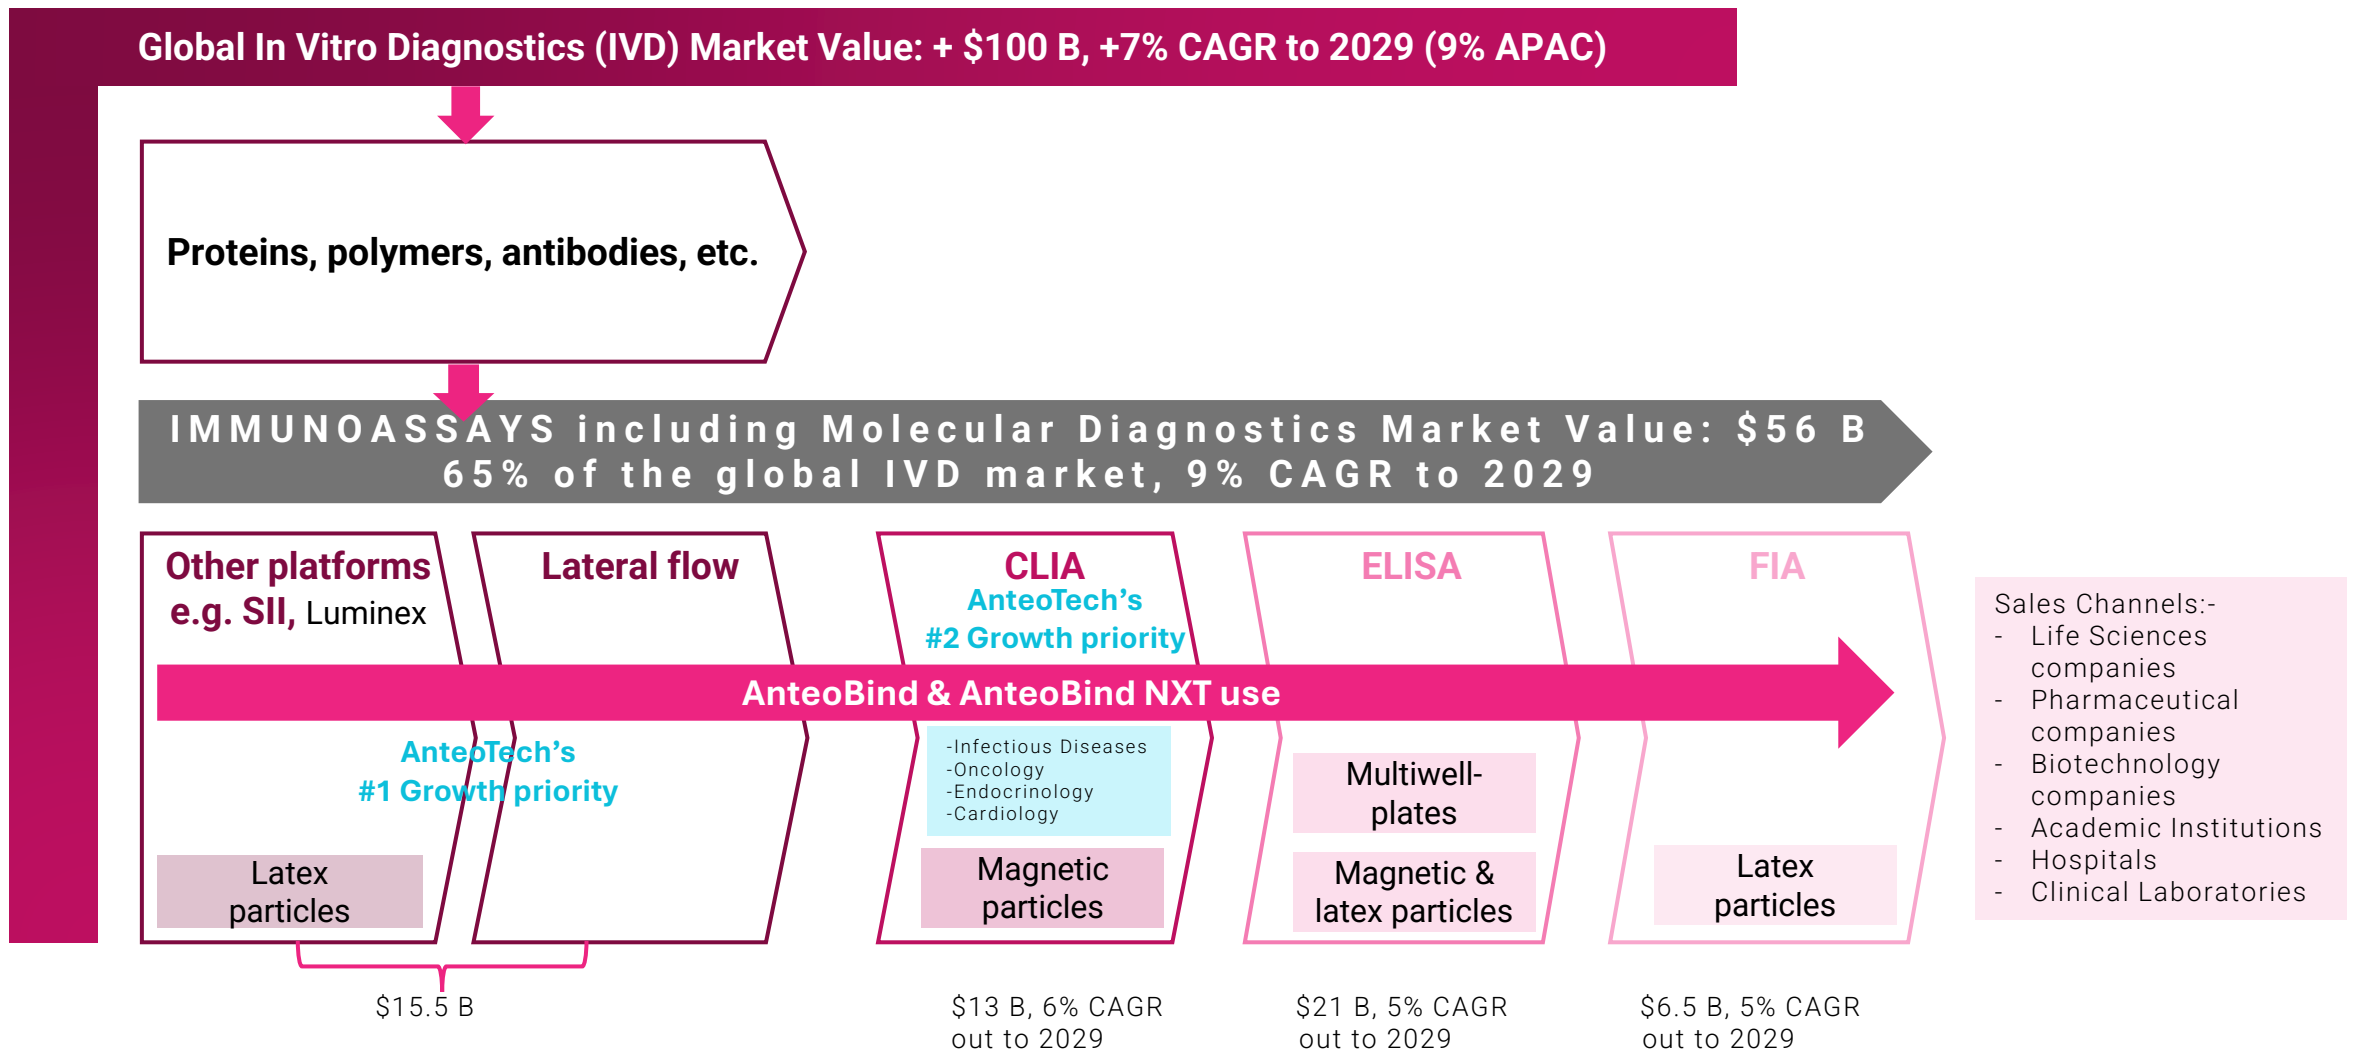 Global In Vitro Diagnostics (IVD) Market Value: + $100 B, +7% CAGR to 2029 (9% APAC)
Proteins, polymers, antibodies, etc.
IMMUNOASSAYS including Molecular Diagnostics Market Value: $56 B
65% of the global IVD market, 9% CAGR to 2029
Other platforms
e.g. SII, Luminex
Lateral flow
CLIA
AnteoTech’s
#2 Growth priority
ELISA
FIA
AnteoBind & AnteoBind NXT use
AnteoTech’s
#1 Growth priority
Latex
particles
-Infectious Diseases
-Oncology
-Endocrinology
-Cardiology
Magnetic
particles
Multiwell-
plates
Magnetic &
latex particles
Latex
particles
Sales Channels:-
- Life Sciences
companies
- Pharmaceutical
companies
- Biotechnology
companies
- Academic Institutions
- Hospitals
- Clinical Laboratories
$15.5 B
$13 B, 6% CAGR
out to 2029
$21 B, 5% CAGR
out to 2029
$6.5 B, 5% CAGR
out to 2029